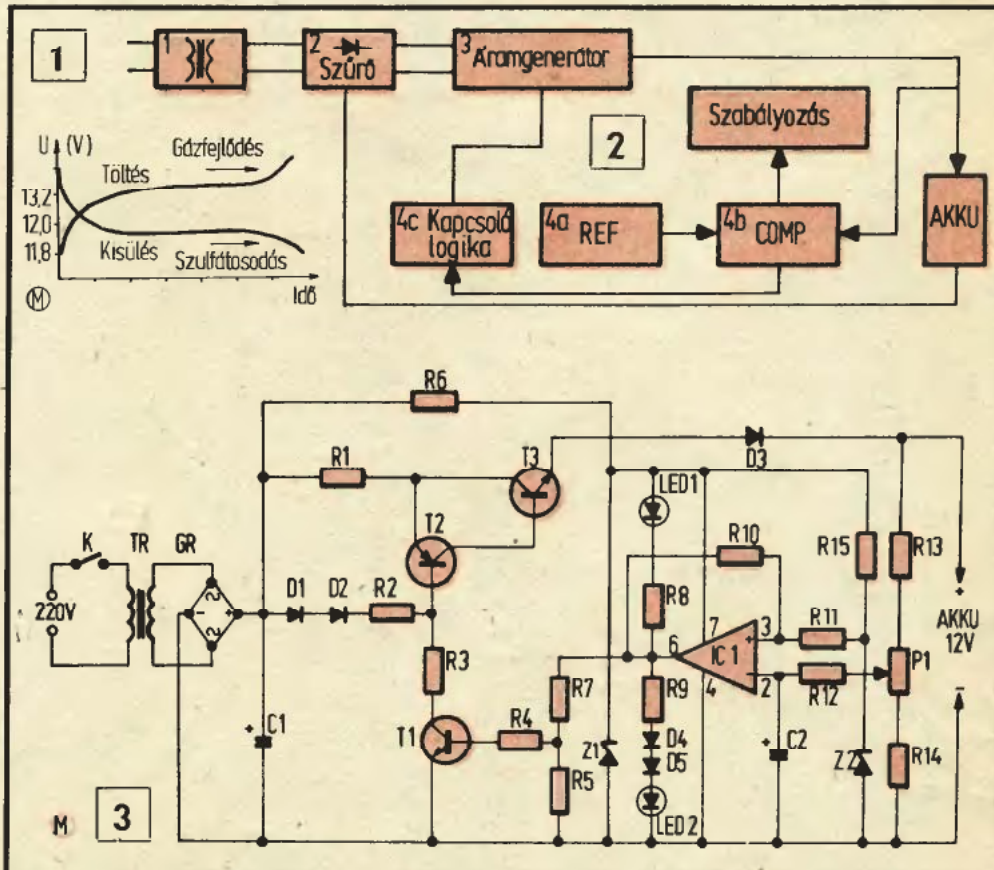 1
1
2
Szűrő
3
Áramgenerátor
2
Szabályozás
4c Kapcsoló
logika
4a REF
4b COMP.
AKKU
U (V)
13,2
12,0
11,8
Töltés
Gázfejlődés
Kisülés
Szulfátosodás
Idő
M
R6
R1
T3
D3
T2
LED1
R10
R15
R13
K
TR
GR
D1
D2
R2
R8
7
3
R11
+
AKKU
12V
-
220V
-
+
2
2
R3
6
+
IC1
-
4
2
R12
P1
R7
R9
T1
R4
+
C1
Z1
D4
D5
+
C2
Z2
R14
R5
LED2
M
3